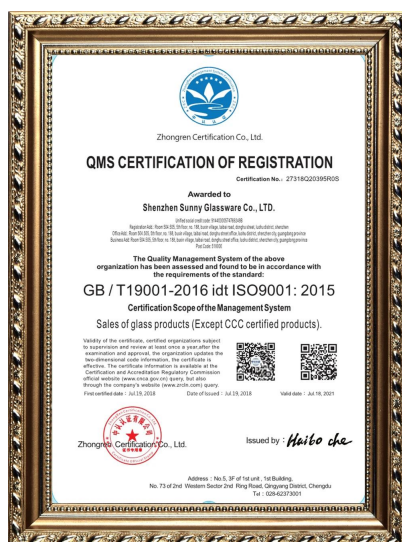 Zhongren Certification Co., Ltd.
QMS CERTIFICATION OF REGISTRATION
Certification No.: 27318Q20395R0S
Awarded to
Shenzhen Sunny Glassware Co., LTD.
The Quality Management System of the above
organization has been assessed and found to be in accordance with
the requirements of the standard:
GB / T19001-2016 idt ISO9001: 2015
Certification Scope of the Management System
Sales of glass products (Except CCC certified products).
Validity of the certificate, certified organizations subject
to supervision and review at least once a year,after the
examination and approval, the organization updates the
two-dimensional code information, the certificate is
effective. The certificate information is available at the
Certification and Accreditation Regulatory Commission
official website (www.cnca.gov.cn) query, but also
through the company's website (www.zrcln.com) query.
First certified date : Jul.19, 2018 Date of Issued : Jul.19, 2018 Valid date : Jul 18, 2021
Zhongren Certification Co., Ltd.
Issued by : Haibo che
Address : No.5, 3F of 1st unit , 1st Building,
No. 73 of 2nd Western Sector 2nd Ring Road, Qingyang District, Chengdu
Tel : 028-62373001